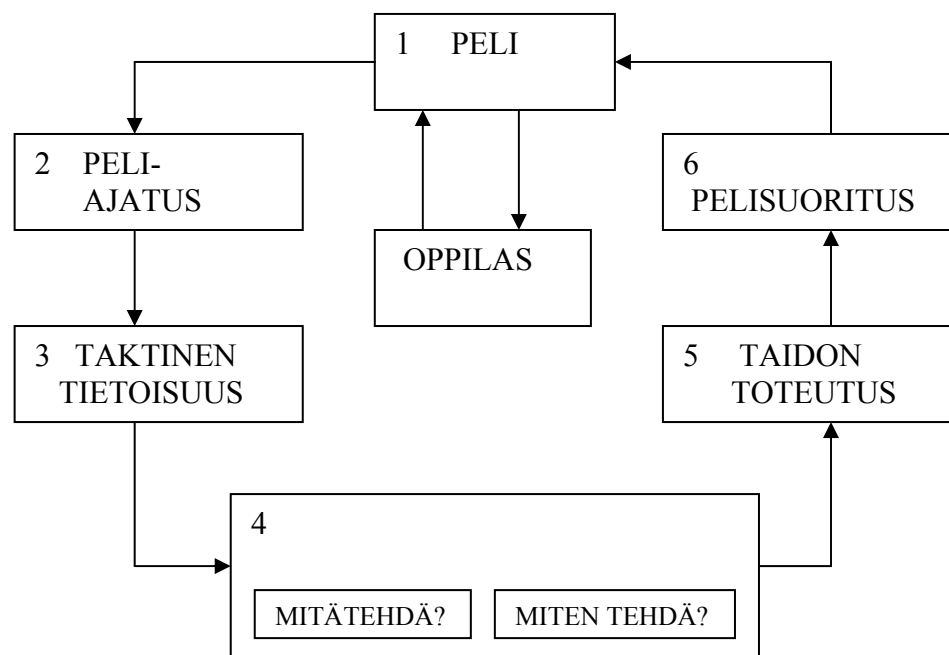 1 PELI
2 PELI-
AJATUS
OPPILAS
6
PELISUORITUS
3 TAKTINEN
TIETOISUUS
5 TAIDON
TOTEUTUS
4
MITÄTEHDÄ?
MITEN TEHDÄ?